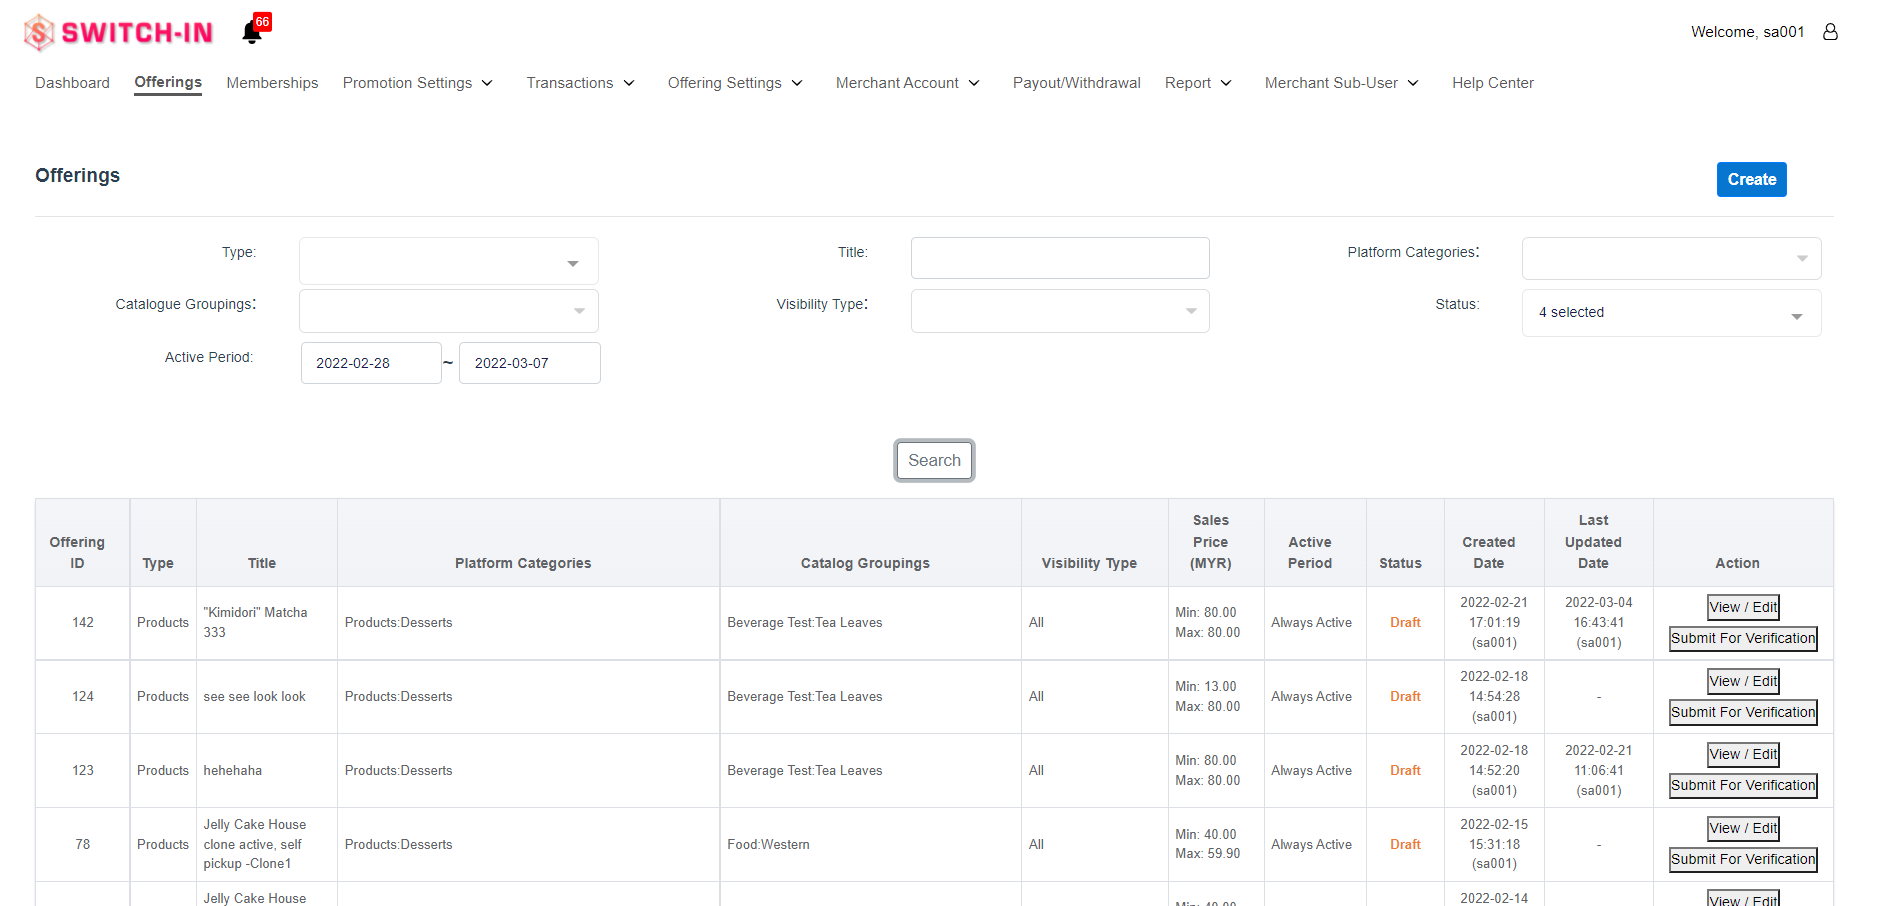 SWITCH-IN
66
Welcome, sa001
Dashboard Offerings Memberships Promotion Settings Transactions Offering Settings Merchant Account Payout/Withdrawal Report Merchant Sub-User Help Center
Offerings
Create
Type:
Title:
Platform Categories:
Catalogue Groupings:
Visibility Type:
Status: 4 selected
Active Period: 2022-02-28 ~ 2022-03-07
Search
Offering ID
Type
Title
Platform Categories
Catalog Groupings
Visibility Type
Sales Price (MYR)
Active Period
Status
Created Date
Last Updated Date
Action
142
Products
"Kimidori" Matcha
333
Products:Desserts
Beverage Test:Tea Leaves
All
Min: 80.00
Max: 80.00
Always Active
Draft
2022-02-21
17:01:19
(sa001)
2022-03-04
16:43:41
(sa001)
View / Edit
Submit For Verification
124
Products
see see look look
Products:Desserts
Beverage Test:Tea Leaves
All
Min: 13.00
Max: 80.00
Always Active
Draft
2022-02-18
14:54:28
(sa001)
-
View / Edit
Submit For Verification
123
Products
hehehaha
Products:Desserts
Beverage Test:Tea Leaves
All
Min: 80.00
Max: 80.00
Always Active
Draft
2022-02-18
14:52:20
(sa001)
2022-02-21
11:06:41
(sa001)
View / Edit
Submit For Verification
78
Products
Jelly Cake House
clone active, self
pickup -Clone1
Products:Desserts
Food:Western
All
Min: 40.00
Max: 59.90
Always Active
Draft
2022-02-15
15:31:18
(sa001)
-
View / Edit
Submit For Verification
Jelly Cake House
Min: 40.00
2022-02-14
View / Edit